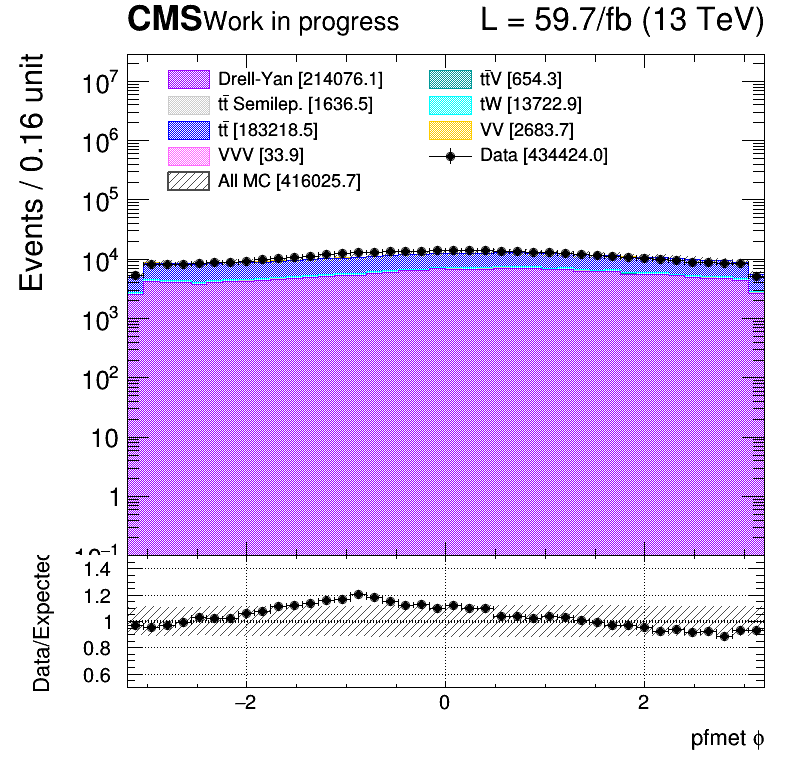 CMS Work in progress L = 59.7/fb (13 TeV)
Events / 0.16 unit
Drell-Yan [214076.1]
tt̄ Semilep. [1636.5]
tt̄ [183218.5]
VVV [33.9]
All MC [416025.7]
tt̄V [654.3]
tW [13722.9]
VV [2683.7]
Data [434424.0]
10⁷
10⁶
10⁵
10⁴
10³
10²
10
1
10⁻¹
Data/Expected
1.4
1.2
1
0.8
0.6
−2 0 2
pfmet ϕ